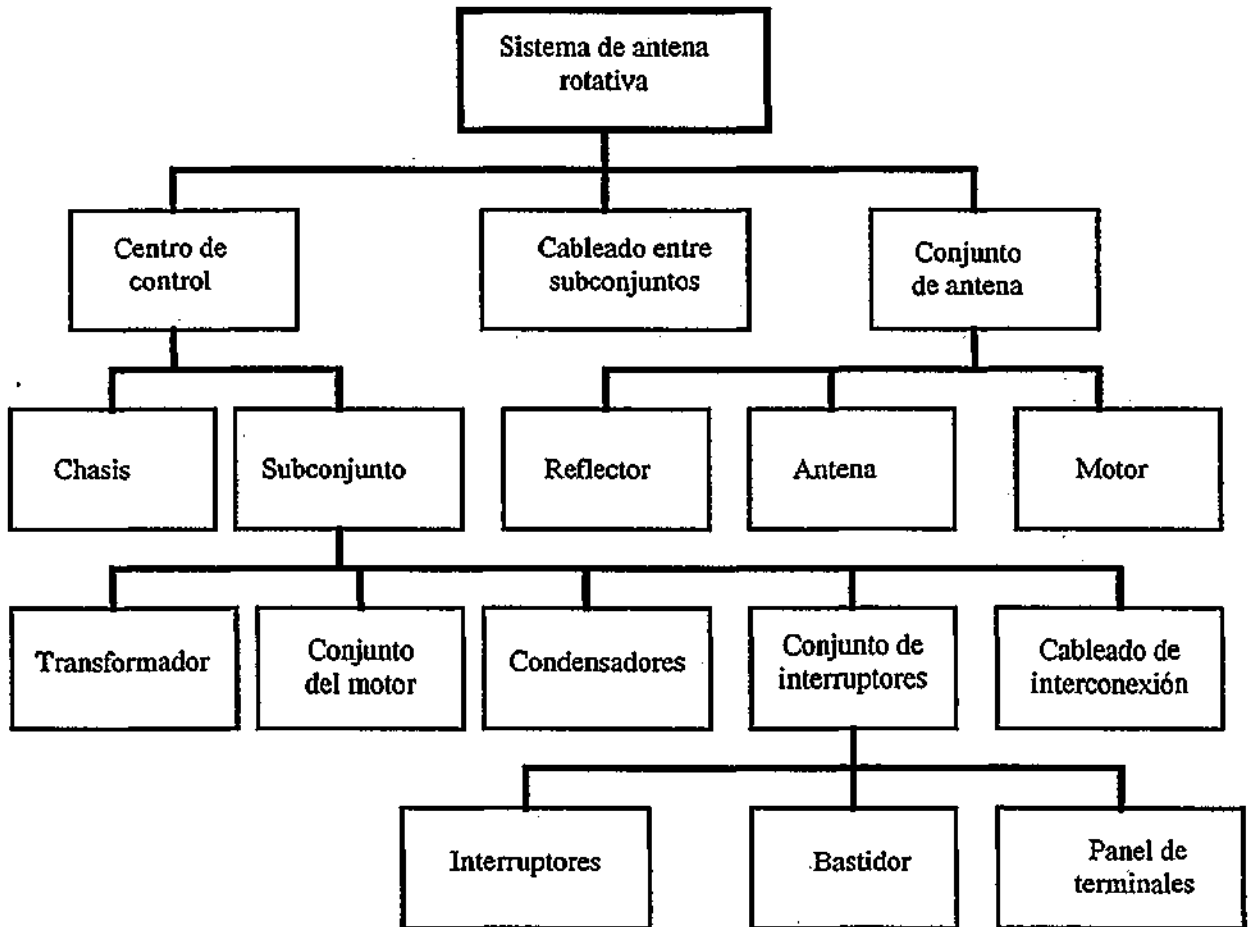 Sistema de antena
rotativa
Centro de
control
Cableado entre
subconjuntos
Conjunto
de antena
Chasis
Subconjunto
Reflector
Antena
Motor
Transformador
Conjunto
del motor
Condensadores
Conjunto de
interruptores
Cableado de
interconexión
Interruptores
Bastidor
Panel de
terminales